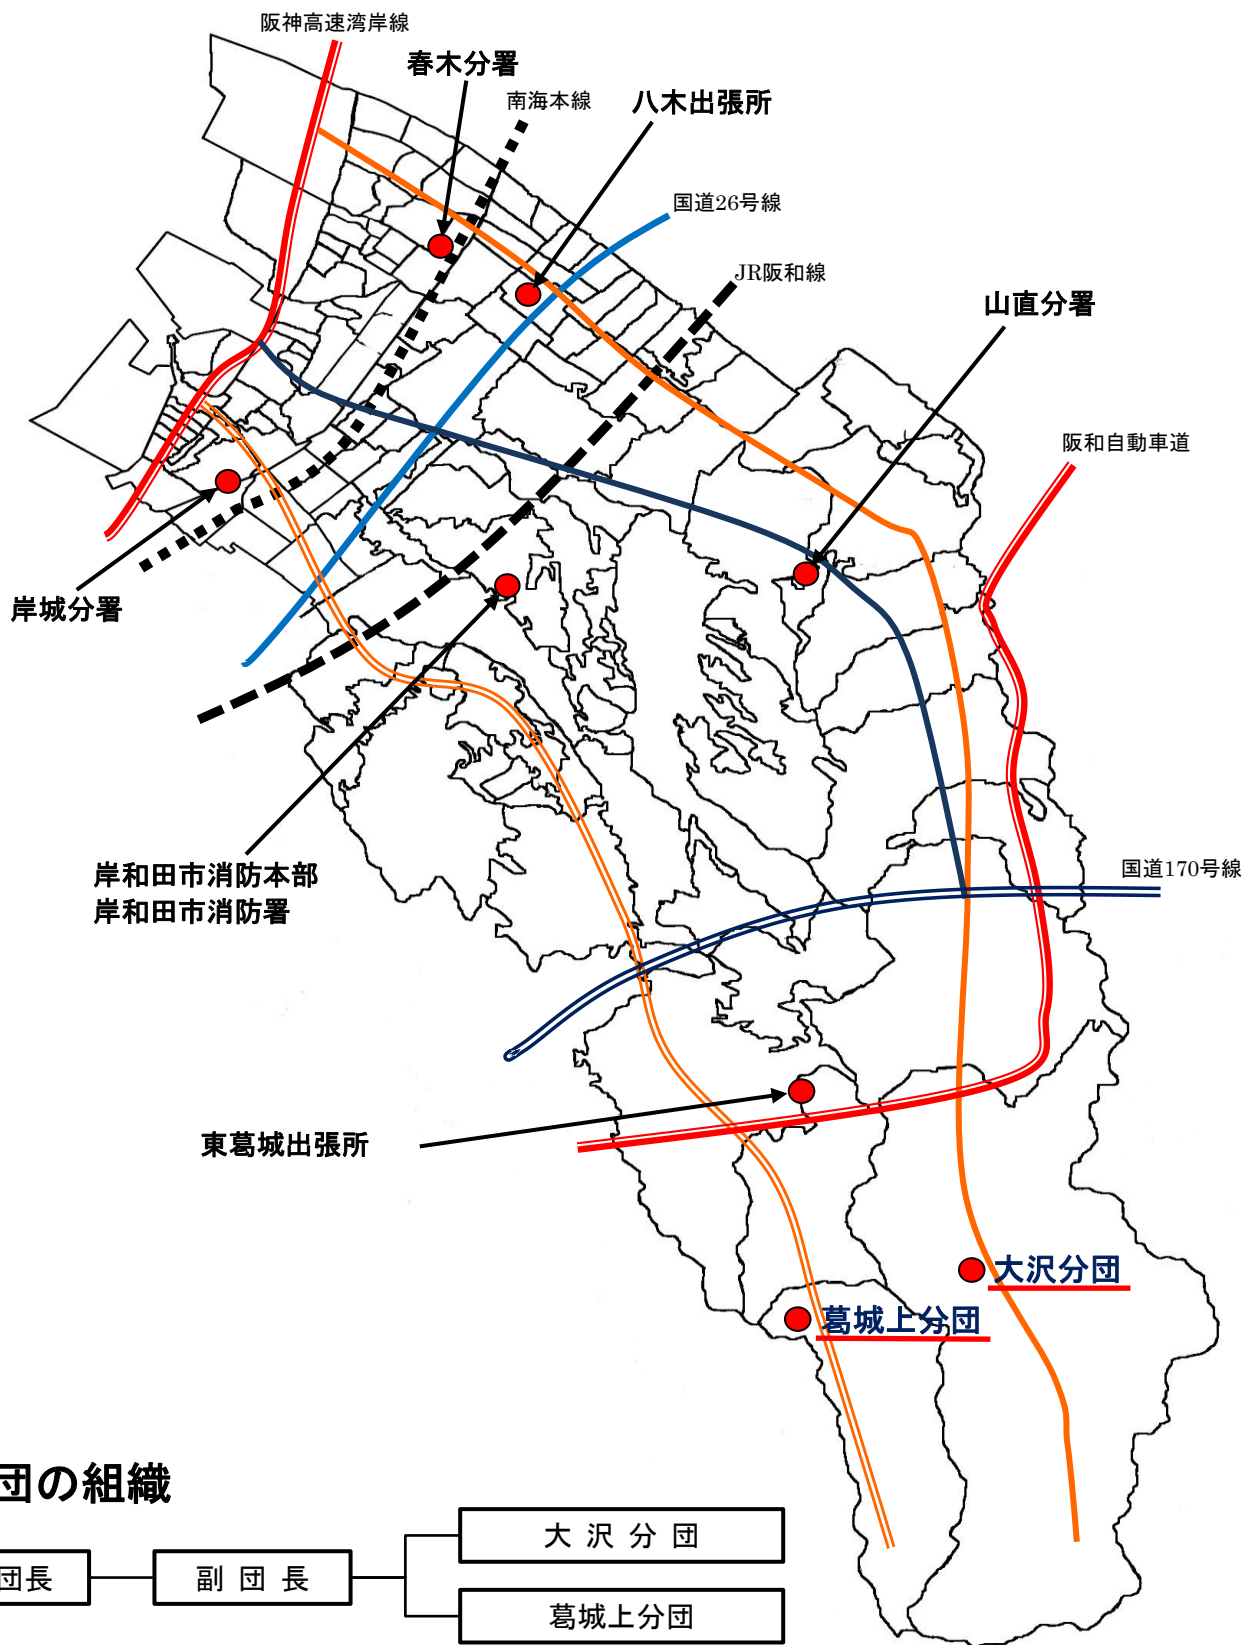 阪神高速湾岸線
春木分署
南海本線
八木出張所
国道26号線
JR阪和線
山直分署
阪和自動車道
岸城分署
岸和田市消防本部
岸和田市消防署
国道170号線
東葛城出張所
大沢分団
葛城上分団
団の組織
団長
副団長
大沢分団
葛城上分団